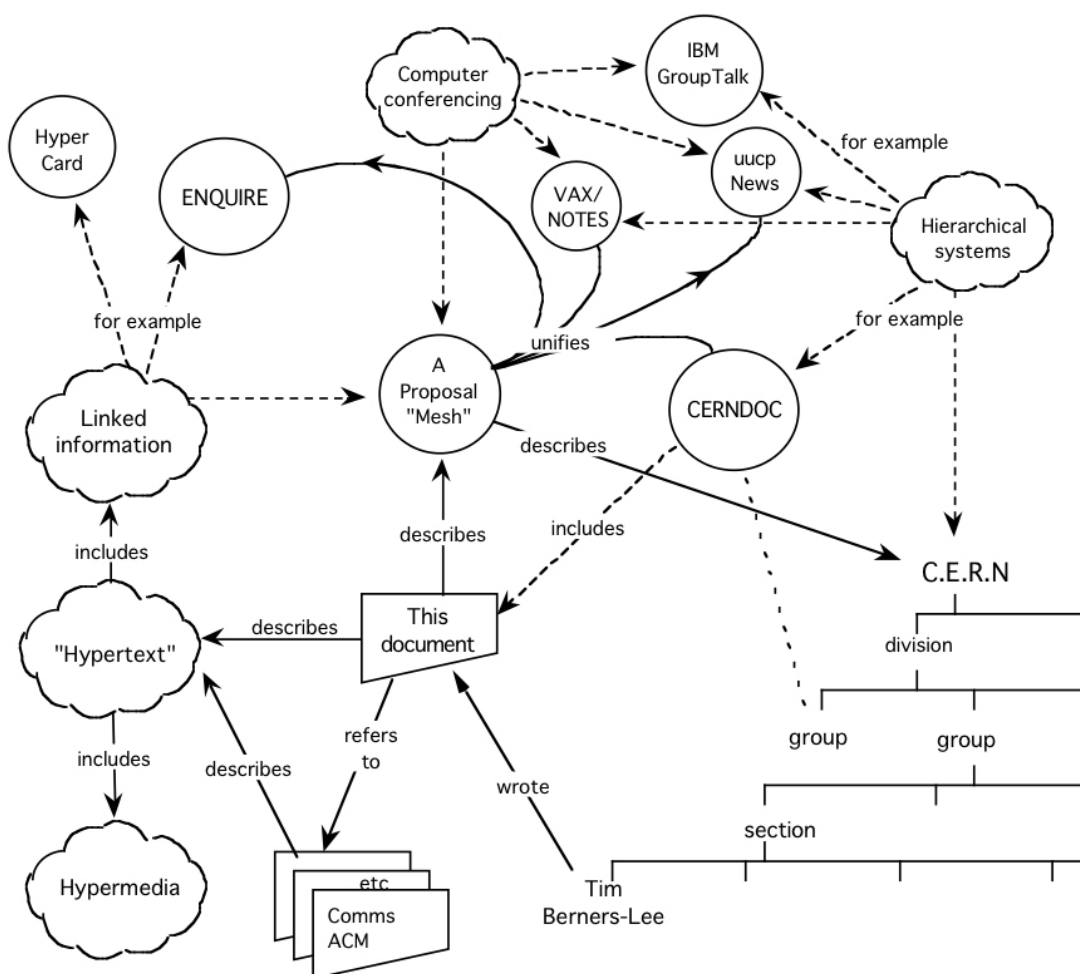 IBM
GroupTalk
Computer
conferencing
Hyper
Card
for example
uucp
News
ENQUIRE
VAX/
NOTES
Hierarchical
systems
for example
for example
unifies
A
Proposal
"Mesh"
CERNDOC
Linked
information
describes
includes
describes
includes
C.E.R.N
This
document
describes
"Hypertext"
division
refers
to
group
group
includes
describes
wrote
section
Hypermedia
etc
Tim
Berners-Lee
Comms
ACM